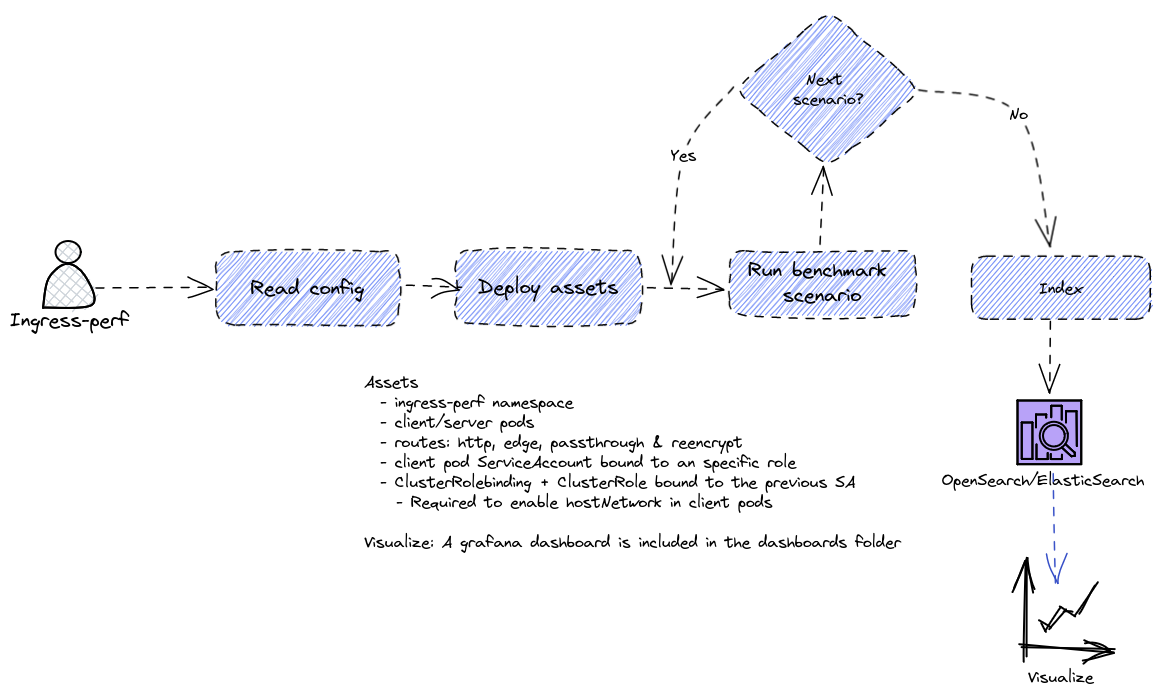 Next
scenario?
No
Yes
Ingress-perf
Read config
Deploy assets
Run benchmark
scenario
Index
Assets
- ingress-perf namespace
- client/server pods
- routes: http, edge, passthrough & reencrypt
- client pod ServiceAccount bound to an specific role
- ClusterRolebinding + ClusterRole bound to the previous SA
- Required to enable hostNetwork in client pods
Visualize: A grafana dashboard is included in the dashboards folder
OpenSearch/ElasticSearch
Visualize